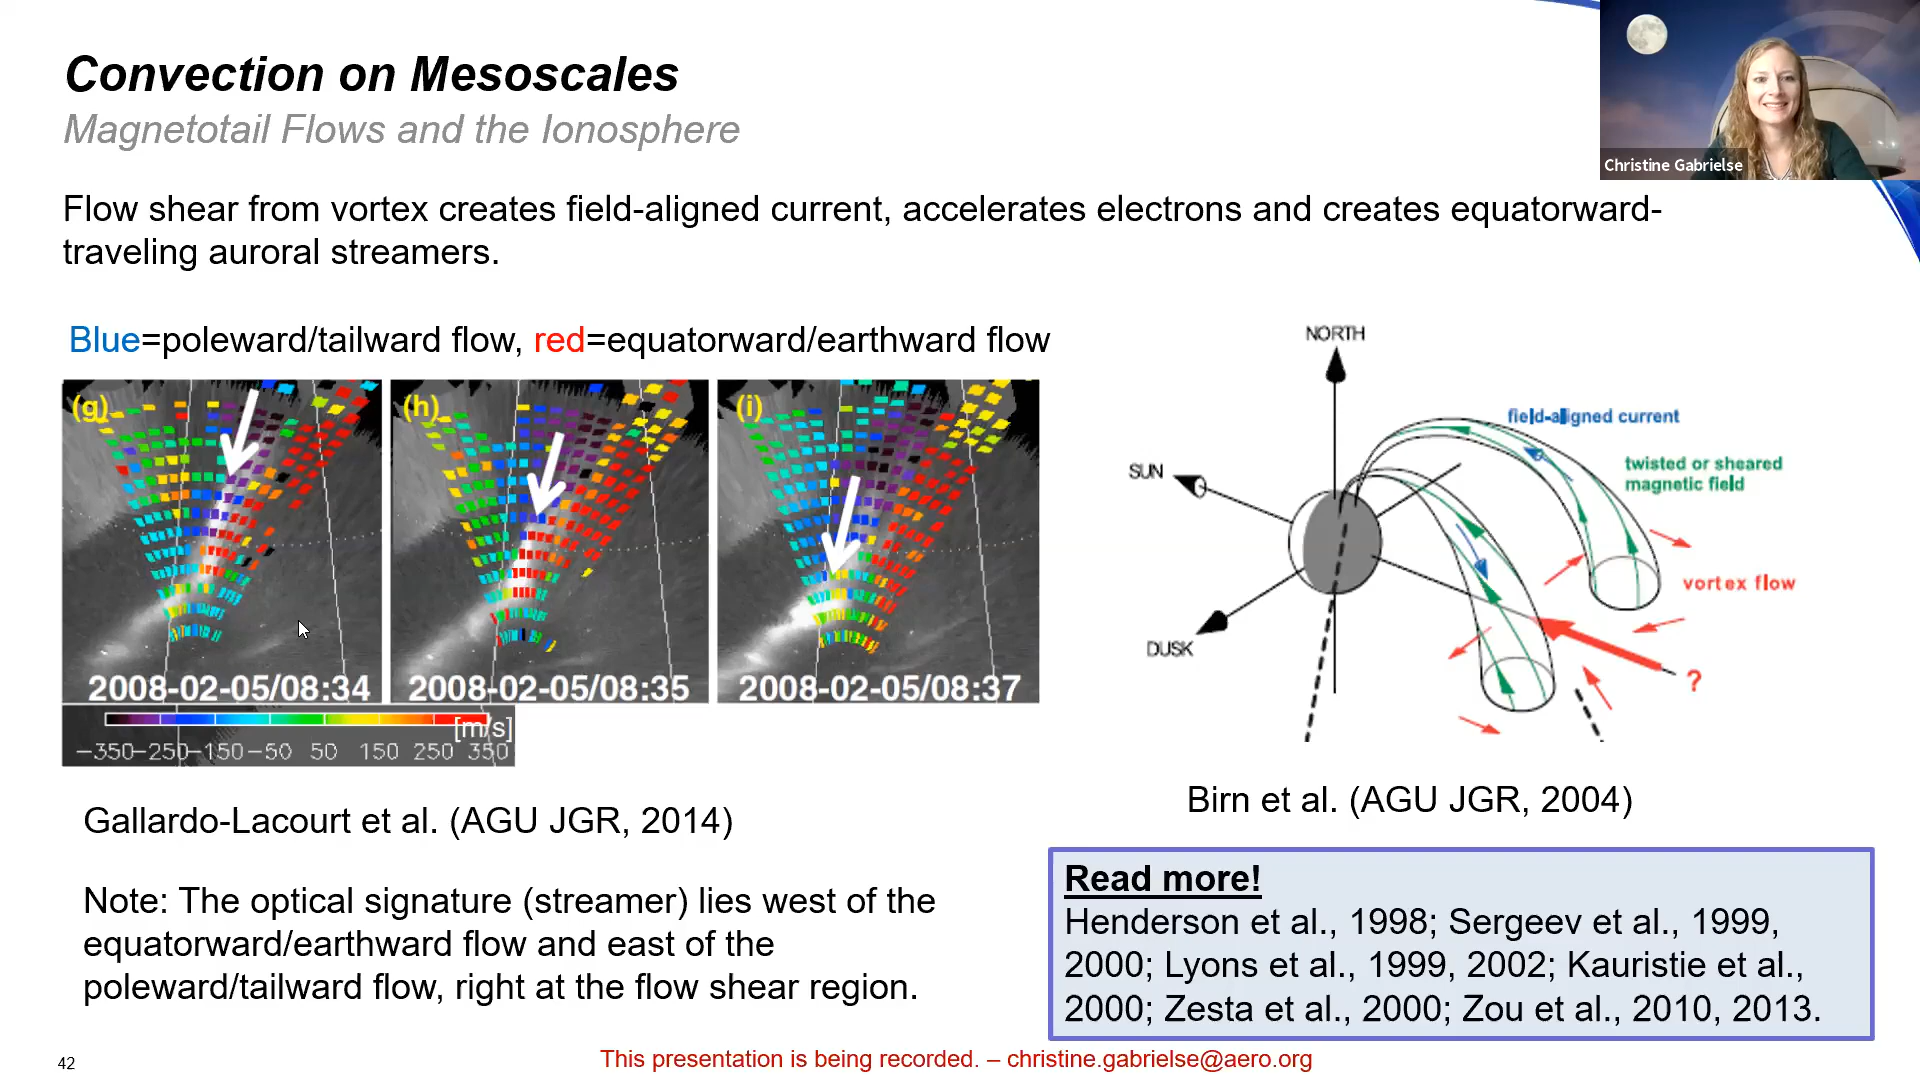 Convection on Mesoscales
Magnetotail Flows and the Ionosphere
Christine Gabrielse
Flow shear from vortex creates field-aligned current, accelerates electrons and creates equatorward-
traveling auroral streamers.
Blue=poleward/tailward flow, red=equatorward/earthward flow
(g)
(h)
(i)
2008-02-05/08:34
2008-02-05/08:35
2008-02-05/08:37
[m/s]
−350−250−150−50 50 150 250 350
NORTH
field-aligned current
twisted or sheared
magnetic field
SUN
vortex flow
DUSK
?
Gallardo-Lacourt et al. (AGU JGR, 2014)
Birn et al. (AGU JGR, 2004)
Note: The optical signature (streamer) lies west of the
equatorward/earthward flow and east of the
poleward/tailward flow, right at the flow shear region.
Read more!
Henderson et al., 1998; Sergeev et al., 1999,
2000; Lyons et al., 1999, 2002; Kauristie et al.,
2000; Zesta et al., 2000; Zou et al., 2010, 2013.
42
This presentation is being recorded. – christine.gabrielse@aero.org